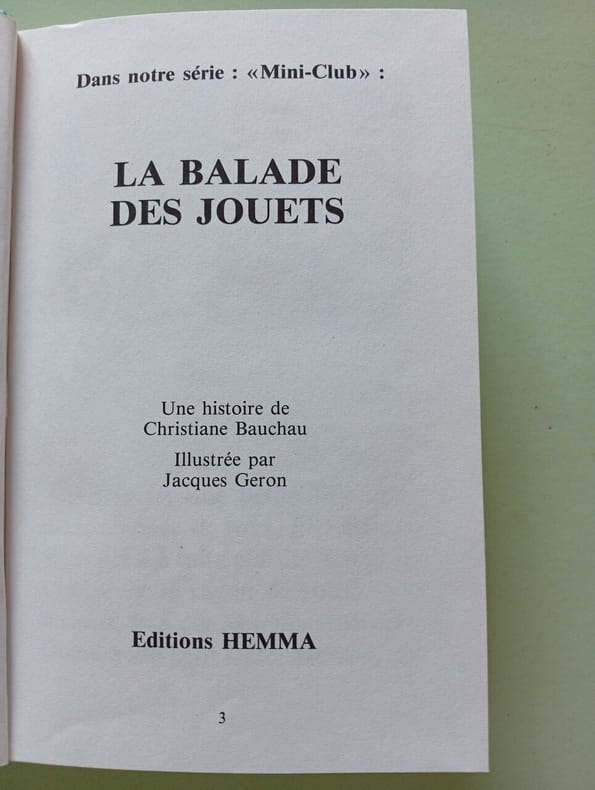 Dans notre série : «Mini-Club» :
LA BALADE
DES JOUETS
Une histoire de
Christiane Bauchau
Illustrée par
Jacques Geron
Editions HEMMA
3